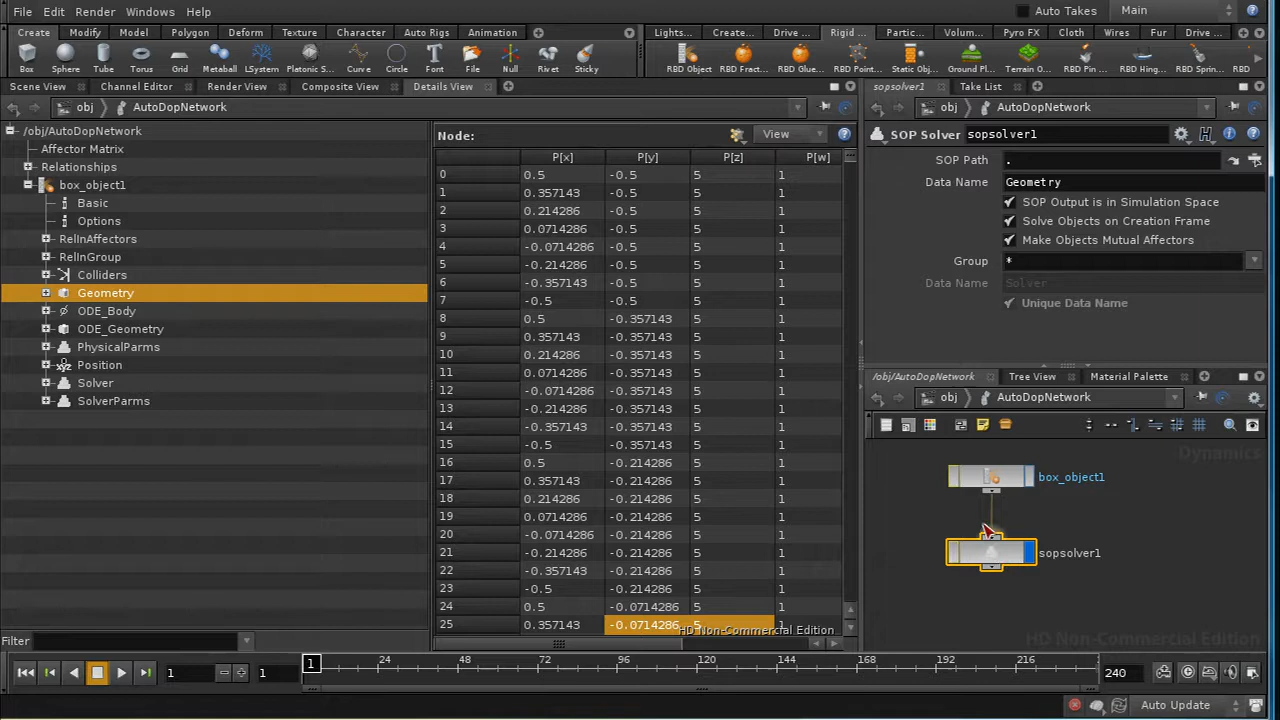 File Edit Render Windows Help Auto Takes Main
Create Modify Model Polygon Deform Texture Character Auto Rigs Animation Lights... Create... Drive ... Rigid ... Partic... Volum... Pyro FX Cloth Wires Fur Drive ...
Box Sphere Tube Torus Grid Metaball LSystem Platonic S... Curve Circle Font File Null Rivet Sticky RBD Object RBD Fract... RBD Glue... RBD Point... Static Obj... Ground Pl... Terrain O... RBD Pin ... RBD Hing... RBD Sprin... RBD
Scene View Channel Editor Render View Composite View Details View sopsolver1 Take List
obj AutoDopNetwork obj AutoDopNetwork
/obj/AutoDopNetwork
Affector Matrix
Relationships
box_object1
Basic
Options
RelInAffectors
RelInGroup
Colliders
Geometry
ODE_Body
ODE_Geometry
PhysicalParms
Position
Solver
SolverParms
Filter
Node: View
P[x] P[y] P[z] P[w]
0 0.5 -0.5 5 1
1 0.357143 -0.5 5 1
2 0.214286 -0.5 5 1
3 0.0714286 -0.5 5 1
4 -0.0714286 -0.5 5 1
5 -0.214286 -0.5 5 1
6 -0.357143 -0.5 5 1
7 -0.5 -0.5 5 1
8 0.5 -0.357143 5 1
9 0.357143 -0.357143 5 1
10 0.214286 -0.357143 5 1
11 0.0714286 -0.357143 5 1
12 -0.0714286 -0.357143 5 1
13 -0.214286 -0.357143 5 1
14 -0.357143 -0.357143 5 1
15 -0.5 -0.357143 5 1
16 0.5 -0.214286 5 1
17 0.357143 -0.214286 5 1
18 0.214286 -0.214286 5 1
19 0.0714286 -0.214286 5 1
20 -0.0714286 -0.214286 5 1
21 -0.214286 -0.214286 5 1
22 -0.357143 -0.214286 5 1
23 -0.5 -0.214286 5 1
24 0.5 -0.0714286 5 1
25 0.357143 -0.0714286 5 1
HD Non-Commercial Edition
SOP Solver sopsolver1
SOP Path .
Data Name Geometry
SOP Output is in Simulation Space
Solve Objects on Creation Frame
Make Objects Mutual Affectors
Group *
Data Name Solver
Unique Data Name
/obj/AutoDopNetwork Tree View Material Palette
obj AutoDopNetwork
Dynamics
box_object1
sopsolver1
HD Non-Commercial Edition
1 1 1 24 48 72 96 120 144 168 192 216 240
Auto Update